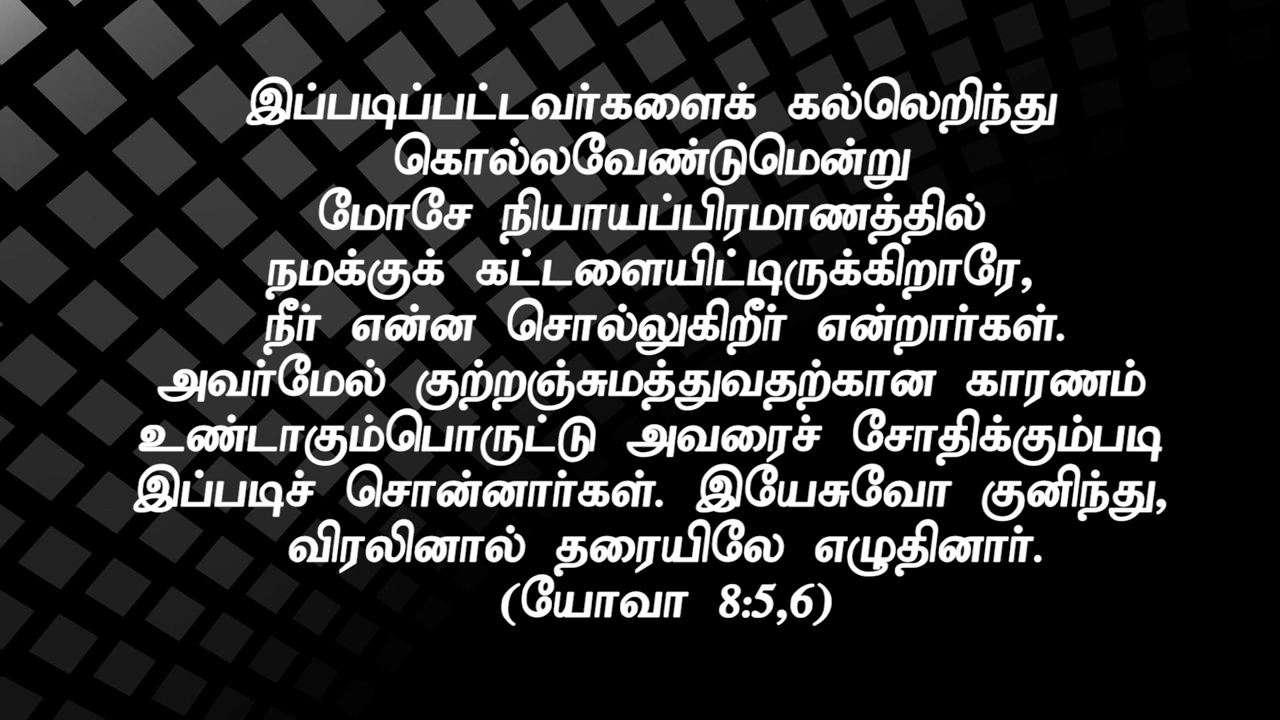 இப்படிப்பட்டவர்களைக் கல்லெறிந்து
கொல்லவேண்டுமென்று
மோசே நியாயப்பிரமாணத்தில்
நமக்குக் கட்டளையிட்டிருக்கிறாரே,
நீர் என்ன சொல்லுகிறீர் என்றார்கள்.
அவர்மேல் குற்றஞ்சுமத்துவதற்கான காரணம்
உண்டாகும்பொருட்டு அவரைச் சோதிக்கும்படி
இப்படிச் சொன்னார்கள். இயேசுவோ குனிந்து,
விரலினால் தரையிலே எழுதினார்.
(யோவா 8:5,6)